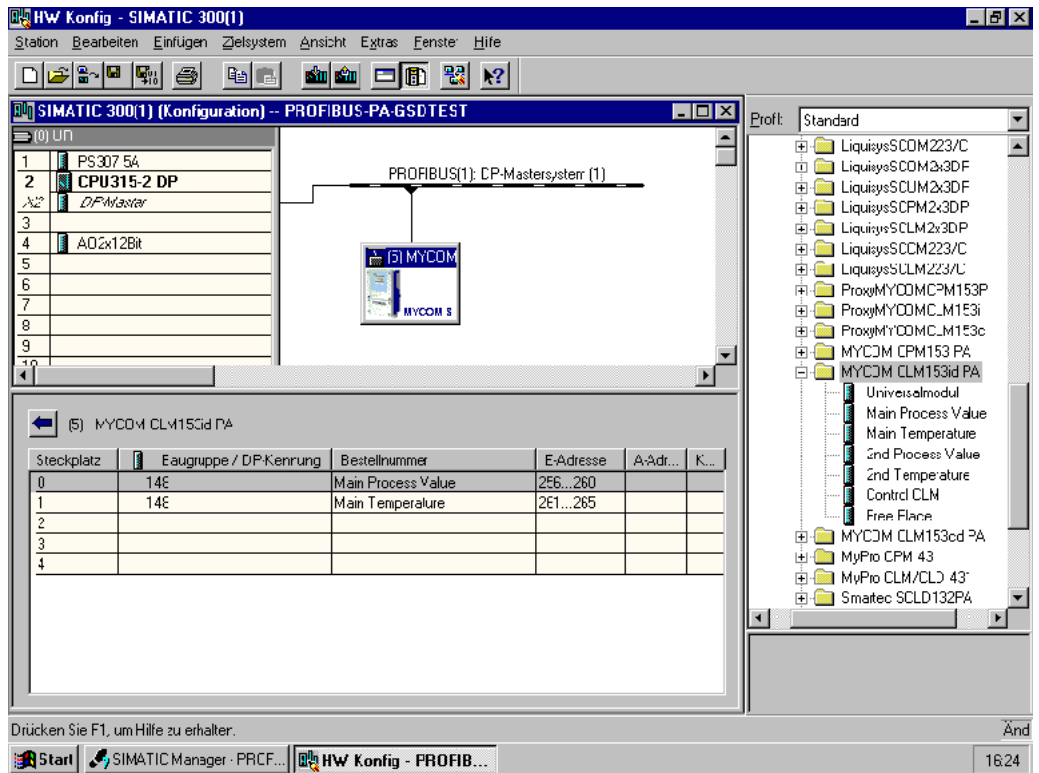 HW Konfig - SIMATIC 300(1)
Station Bearbeiten Einfügen Zielsystem Ansicht Extras Fenster Hilfe
SIMATIC 300(1) (Konfiguration) -- PROFIBUS-PA-GSDTEST
(0) UR
1 PS307 5A
2 CPU315-2 DP
X2 DP-Master
3
4 AO2x12Bit
5
6
7
8
9
10
PROFIBUS(1): DP-Mastersystem (1)
(5) MYCOM
MYCOM S
(5) MYCOM CLM153id PA
Steckplatz Baugruppe / DP-Kennung Bestellnummer E-Adresse A-Adr... K...
0 148 Main Process Value 256...260
1 148 Main Temperature 261...265
2
3
4
Profil: Standard
LiquisysSCOM223/C
LiquisysSCOM2x3DP
LiquisysSCUM2x3DP
LiquisysSCPM2x3DP
LiquisysSCLM2x3DP
LiquisysSCCM223/C
LiquisysSCLM223/C
ProxyMYCOMCPM153P
ProxyMYCOMCLM153i
ProxyMYCOMCLM153c
MYCOM CPM153 PA
MYCOM CLM153id PA
Universalmodul
Main Process Value
Main Temperature
2nd Process Value
2nd Temperature
Control CLM
Free Place
MYCOM CLM153cd PA
MyPro CPM 43
MyPro CLM/CLD 431
Smartec SCLD132PA
Drücken Sie F1, um Hilfe zu erhalten.
Änd
Start SIMATIC Manager - PROF... HW Konfig - PROFIB... 16:24